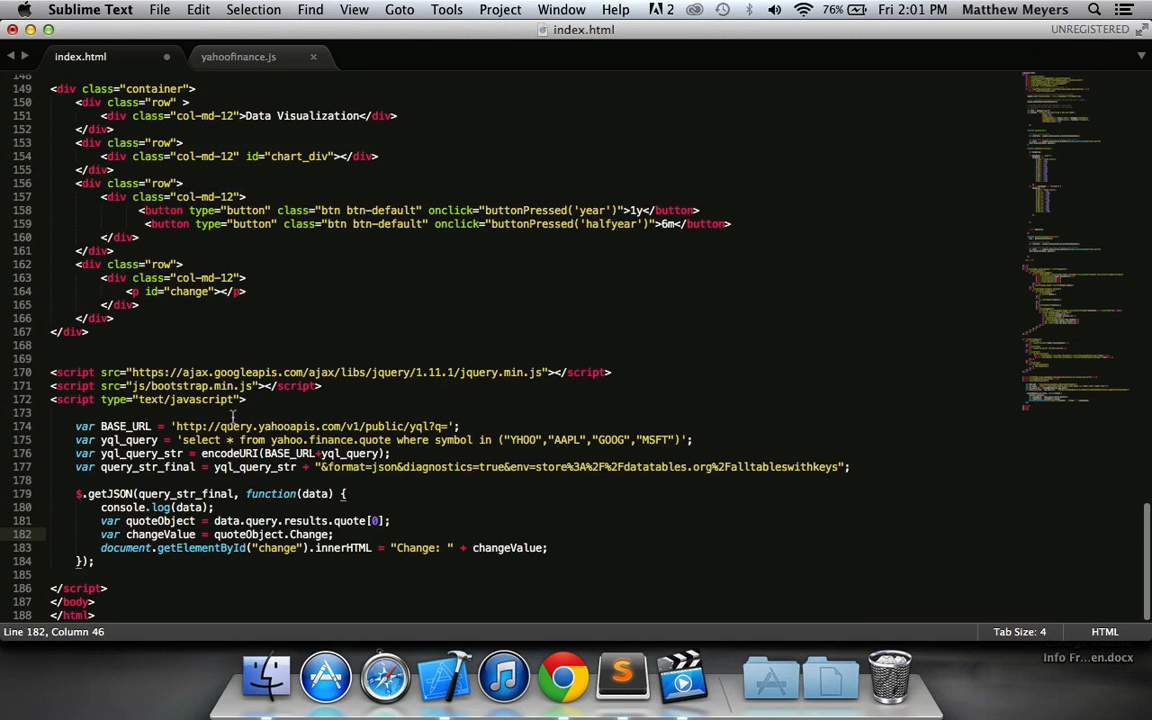 Sublime Text File Edit Selection Find View Goto Tools Project Window Help 2 76% Fri 2:01 PM Matthew Meyers
index.html UNREGISTERED
index.html yahoofinance.js
148
149 <div class="container">
150 <div class="row" >
151 <div class="col-md-12">Data Visualization</div>
152 </div>
153 <div class="row">
154 <div class="col-md-12" id="chart_div"></div>
155 </div>
156 <div class="row">
157 <div class="col-md-12">
158 <button type="button" class="btn btn-default" onclick="buttonPressed('year')">1y</button>
159 <button type="button" class="btn btn-default" onclick="buttonPressed('halfyear')">6m</button>
160 </div>
161 </div>
162 <div class="row">
163 <div class="col-md-12">
164 <p id="change"></p>
165 </div>
166 </div>
167 </div>
168
169
170 <script src="https://ajax.googleapis.com/ajax/libs/jquery/1.11.1/jquery.min.js"></script>
171 <script src="js/bootstrap.min.js"></script>
172 <script type="text/javascript">
173
174 var BASE_URL = 'http://query.yahooapis.com/v1/public/yql?q=';
175 var yql_query = 'select * from yahoo.finance.quote where symbol in ("YHOO","AAPL","GOOG","MSFT")';
176 var yql_query_str = encodeURI(BASE_URL+yql_query);
177 var query_str_final = yql_query_str + "&format=json&diagnostics=true&env=store%3A%2F%2Fdatatables.org%2Falltableswithkeys";
178
179 $.getJSON(query_str_final, function(data) {
180 console.log(data);
181 var quoteObject = data.query.results.quote[0];
182 var changeValue = quoteObject.Change;
183 document.getElementById("change").innerHTML = "Change: " + changeValue;
184 });
185
186 </script>
187 </body>
188 </html>
Line 182, Column 46 Tab Size: 4 HTML
Info Fr...en.docx